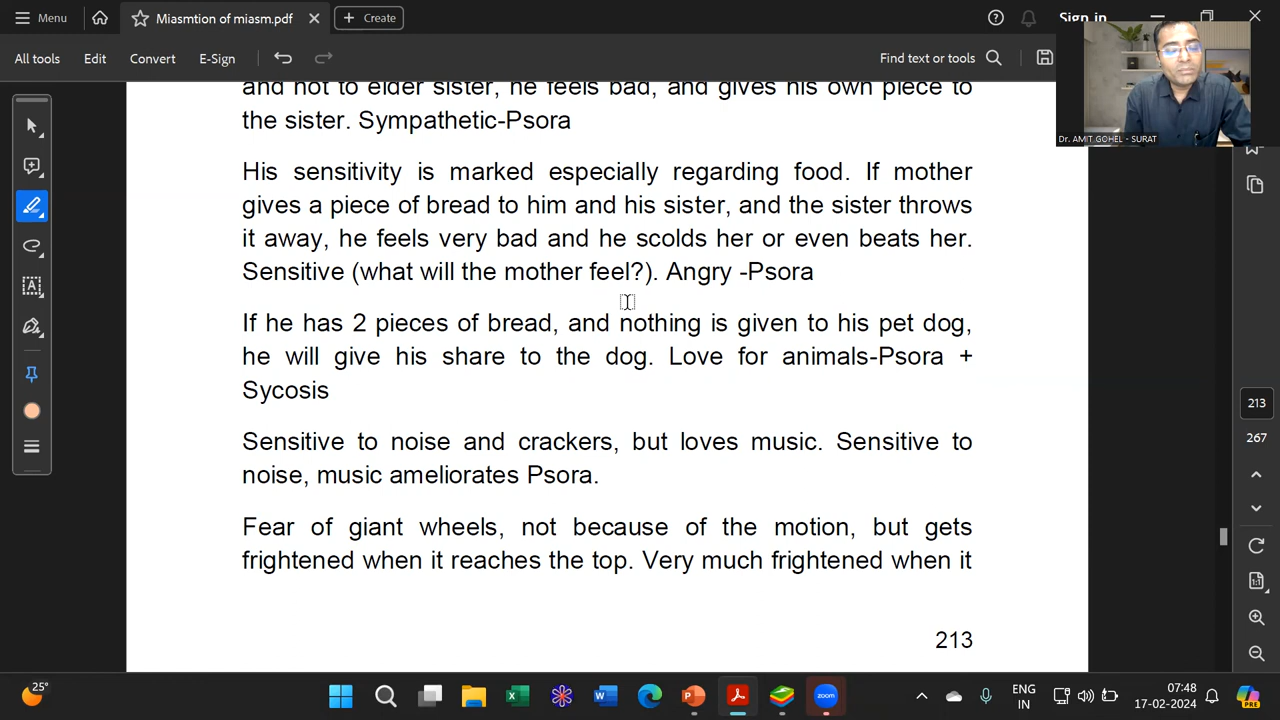 Menu
Miasmtion of miasm.pdf
Create
Sign in
All tools
Edit
Convert
E-Sign
Find text or tools
and not to elder sister, he feels bad, and gives his own piece to
the sister. Sympathetic-Psora
Dr. AMIT GOHEL - SURAT
His sensitivity is marked especially regarding food. If mother
gives a piece of bread to him and his sister, and the sister throws
it away, he feels very bad and he scolds her or even beats her.
Sensitive (what will the mother feel?). Angry -Psora
If he has 2 pieces of bread, and nothing is given to his pet dog,
he will give his share to the dog. Love for animals-Psora +
Sycosis
Sensitive to noise and crackers, but loves music. Sensitive to
noise, music ameliorates Psora.
Fear of giant wheels, not because of the motion, but gets
frightened when it reaches the top. Very much frightened when it
213
213
267
25°
ENG
IN
07:48
17-02-2024
PRE